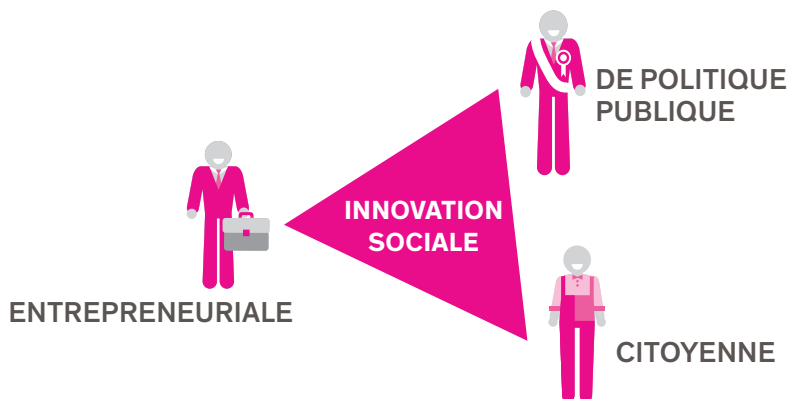 DE POLITIQUE
PUBLIQUE
INNOVATION
SOCIALE
ENTREPRENEURIALE
CITOYENNE